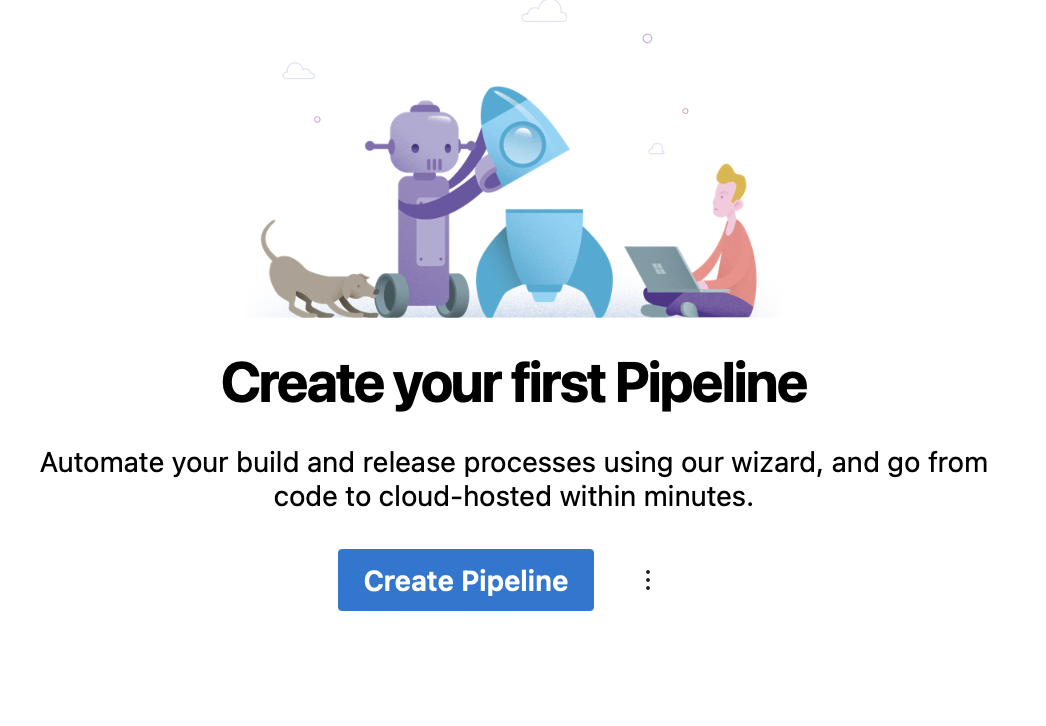 Create your first Pipeline
Automate your build and release processes using our wizard, and go from
code to cloud-hosted within minutes.
Create Pipeline